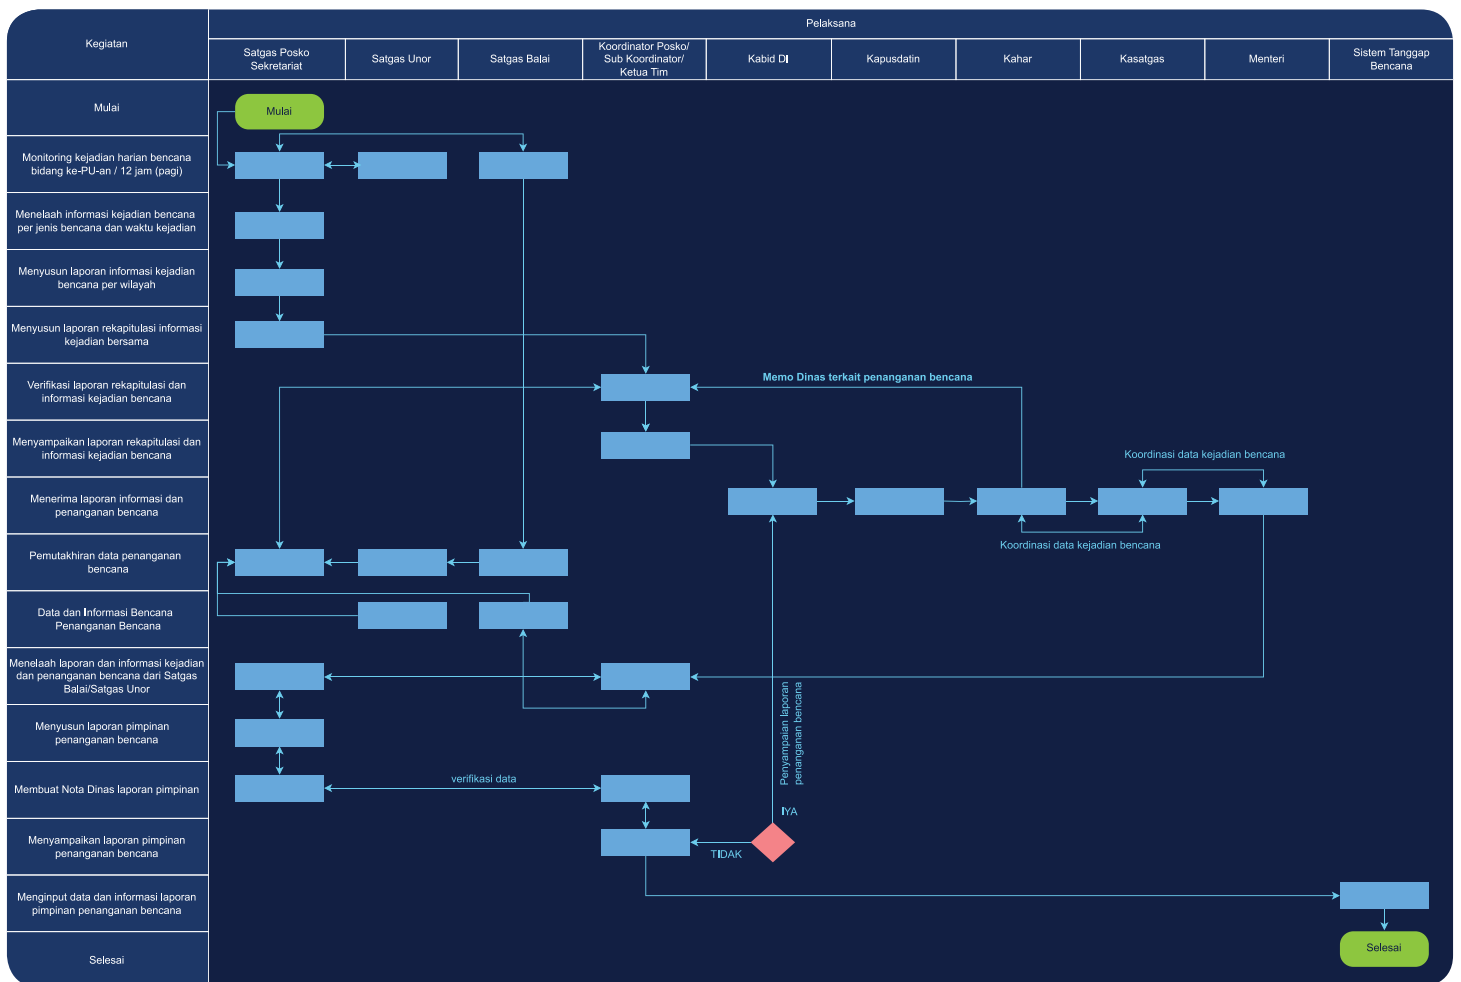 Kegiatan
Pelaksana
Satgas Posko
Sekretariat
Satgas Unor
Satgas Balai
Koordinator Posko/
Sub Koordinator/
Ketua Tim
Kabid DI
Kapusdatin
Kahar
Kasatgas
Menteri
Sistem Tanggap
Bencana
Mulai
Mulai
Monitoring kejadian harian bencana
bidang ke-PU-an / 12 jam (pagi)
Menelaah informasi kejadian bencana
per jenis bencana dan waktu kejadian
Menyusun laporan informasi kejadian
bencana per wilayah
Menyusun laporan rekapitulasi informasi
kejadian bersama
Verifikasi laporan rekapitulasi dan
informasi kejadian bencana
Memo Dinas terkait penanganan bencana
Menyampaikan laporan rekapitulasi dan
informasi kejadian bencana
Koordinasi data kejadian bencana
Menerima laporan informasi dan
penanganan bencana
Koordinasi data kejadian bencana
Pemutakhiran data penanganan
bencana
Data dan Informasi Bencana
Penanganan Bencana
Menelaah laporan dan informasi kejadian
dan penanganan bencana dari Satgas
Balai/Satgas Unor
Penyampaian laporan
penanganan bencana
Menyusun laporan pimpinan
penanganan bencana
Membuat Nota Dinas laporan pimpinan
verifikasi data
IYA
Menyampaikan laporan pimpinan
penanganan bencana
TIDAK
Menginput data dan informasi laporan
pimpinan penanganan bencana
Selesai
Selesai